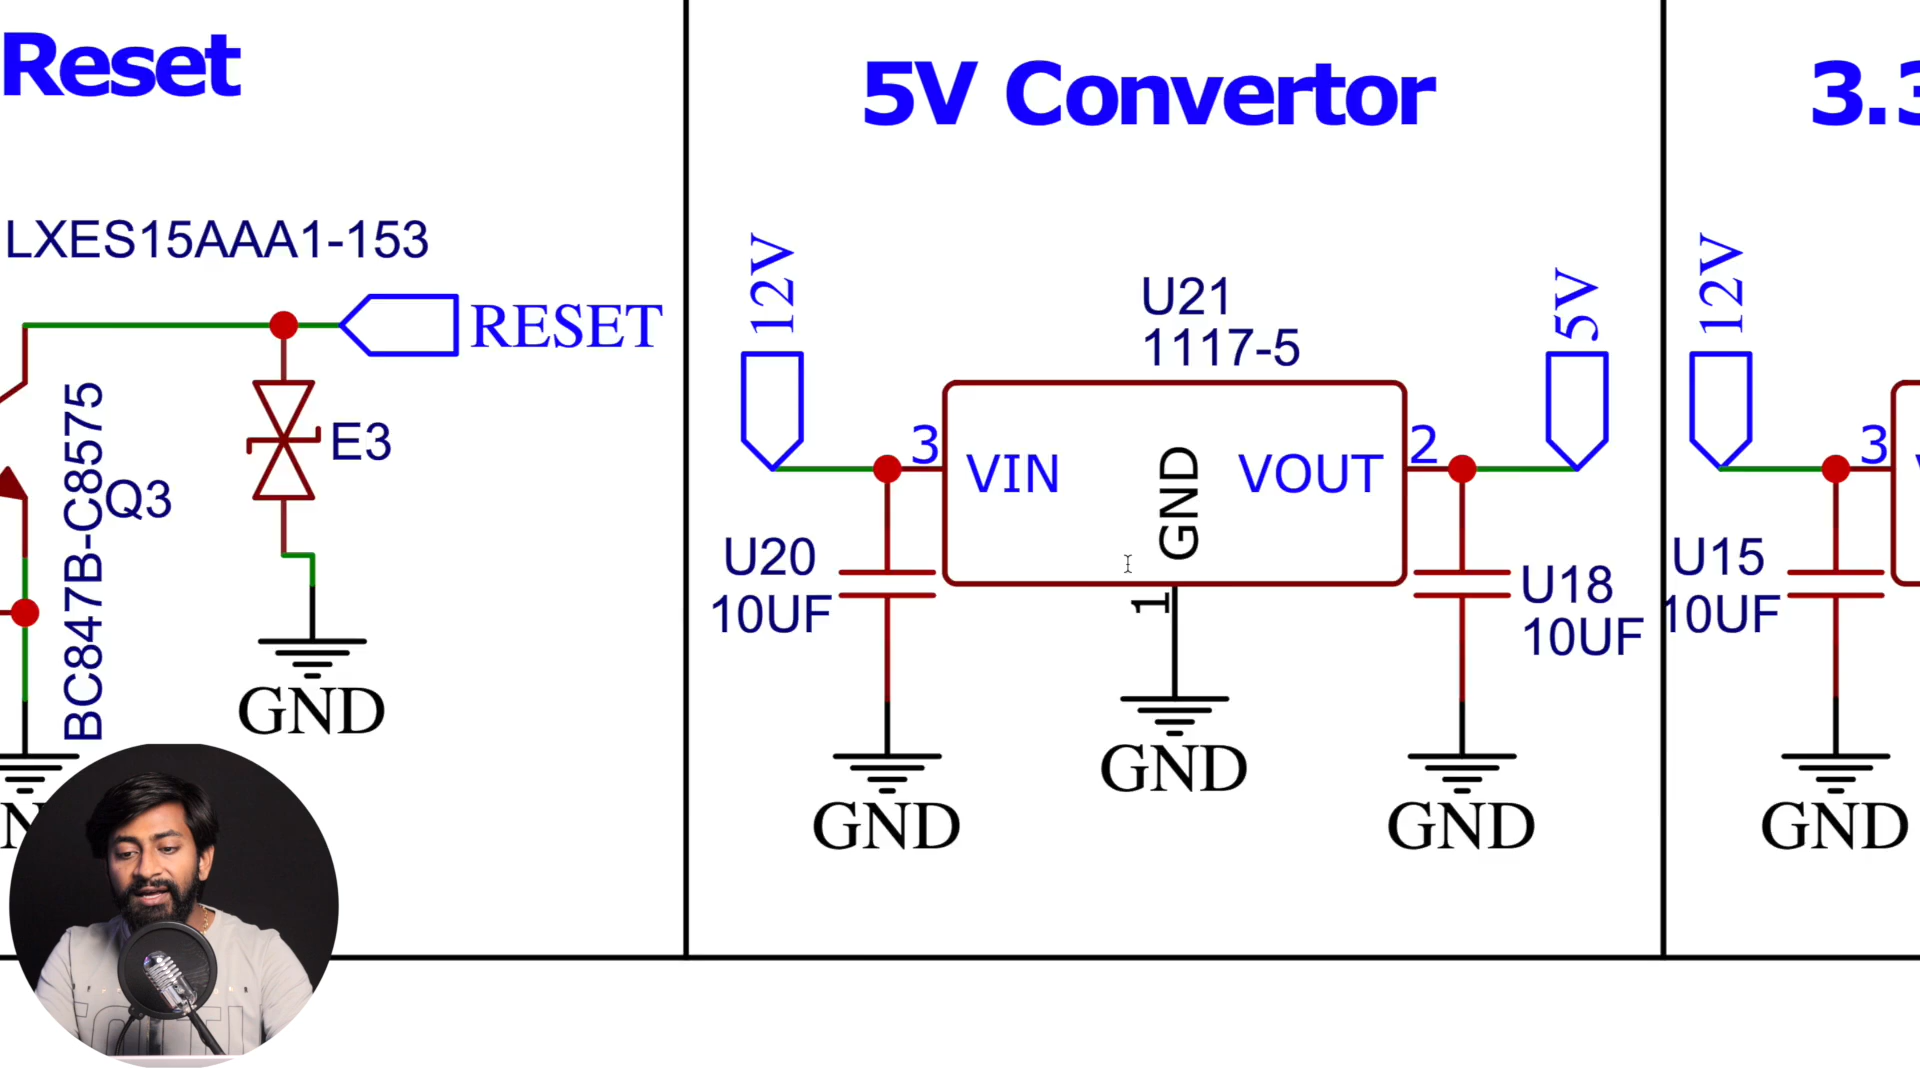 Reset
LXES15AAA1-153
RESET
E3
BC847B-C8575
Q3
GND
5V Convertor
12V
U21
1117-5
5V
3
VIN
GND
VOUT
2
U20
10UF
1
U18
10UF
GND
GND
GND
3.3
12V
3
U15
10UF
GND